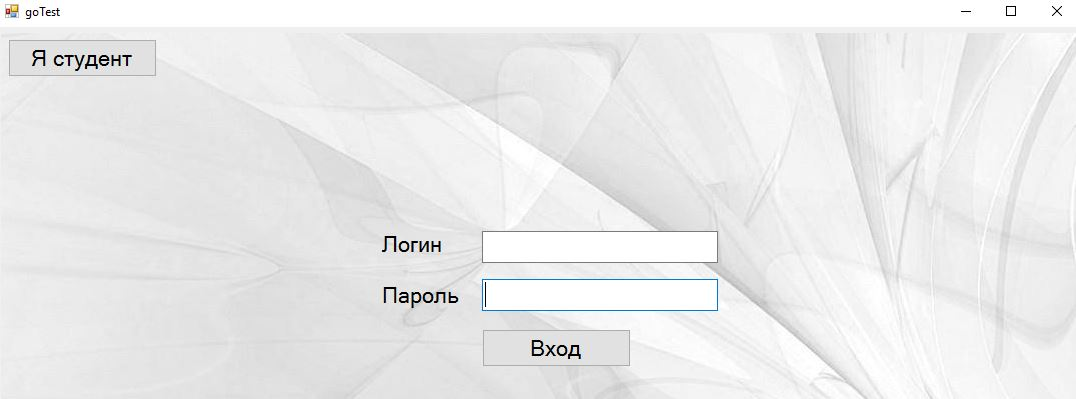 goTest
Я студент
Логин
Пароль
Вход